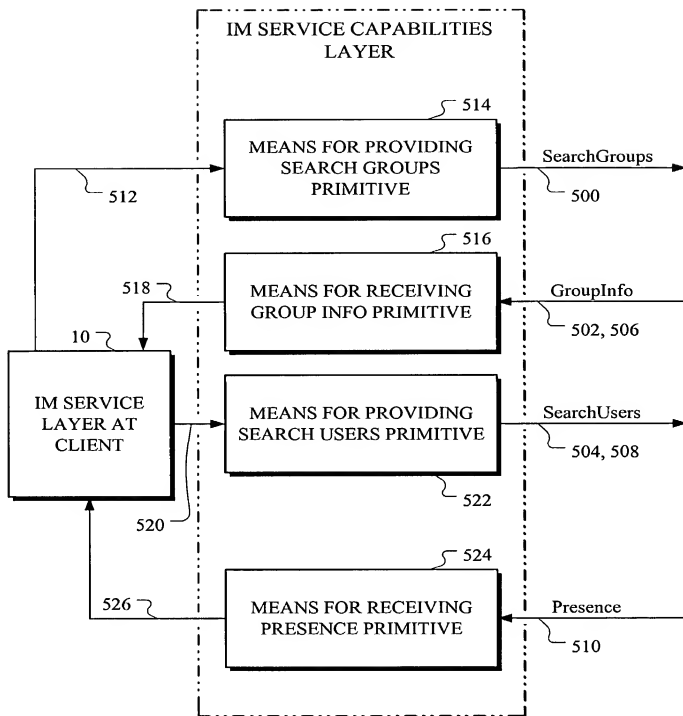 IM SERVICE CAPABILITIES
LAYER
514
MEANS FOR PROVIDING
SEARCH GROUPS
PRIMITIVE
SearchGroups
500
512
516
MEANS FOR RECEIVING
GROUP INFO PRIMITIVE
GroupInfo
502, 506
518
10
IM SERVICE
LAYER AT
CLIENT
MEANS FOR PROVIDING
SEARCH USERS PRIMITIVE
SearchUsers
504, 508
522
520
524
MEANS FOR RECEIVING
PRESENCE PRIMITIVE
Presence
510
526